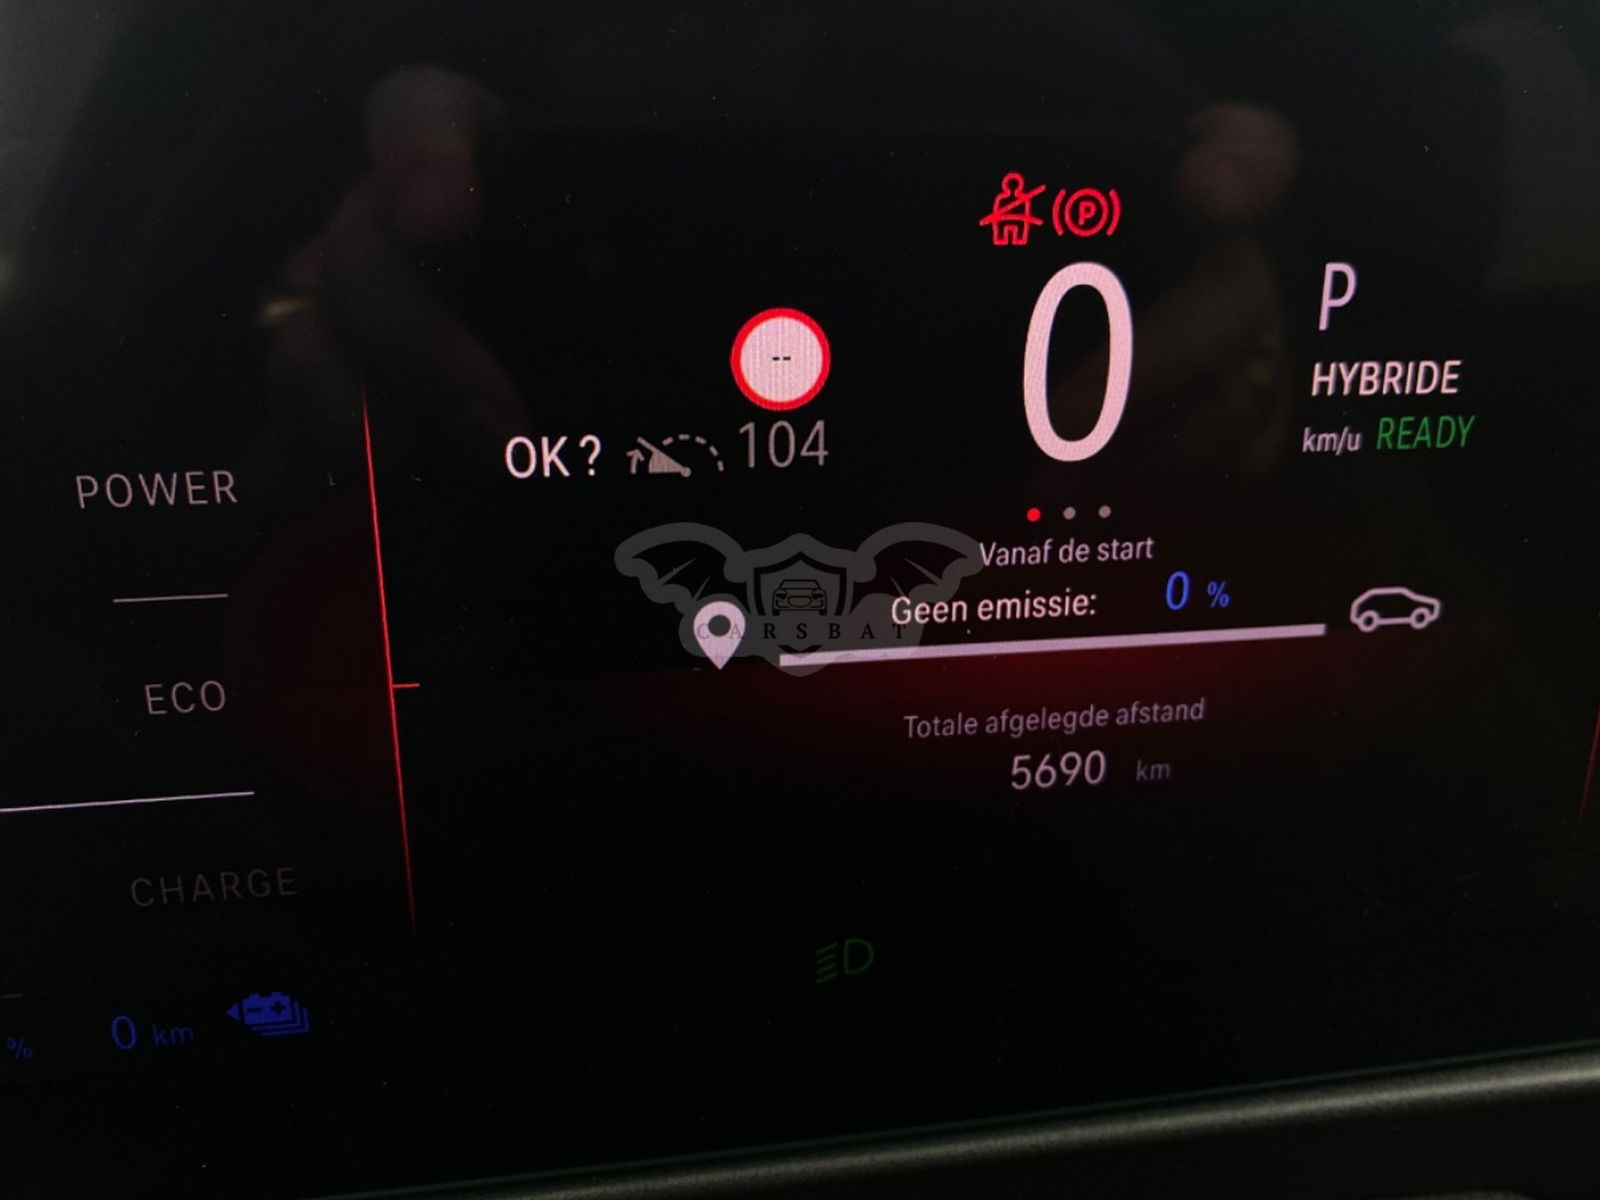 P
0
P
HYBRIDE
--
km/u READY
OK? 104
POWER
Vanaf de start
Geen emissie: 0 %
CARSBAT
ECO
Totale afgelegde afstand
5690 km
CHARGE
% 0 km